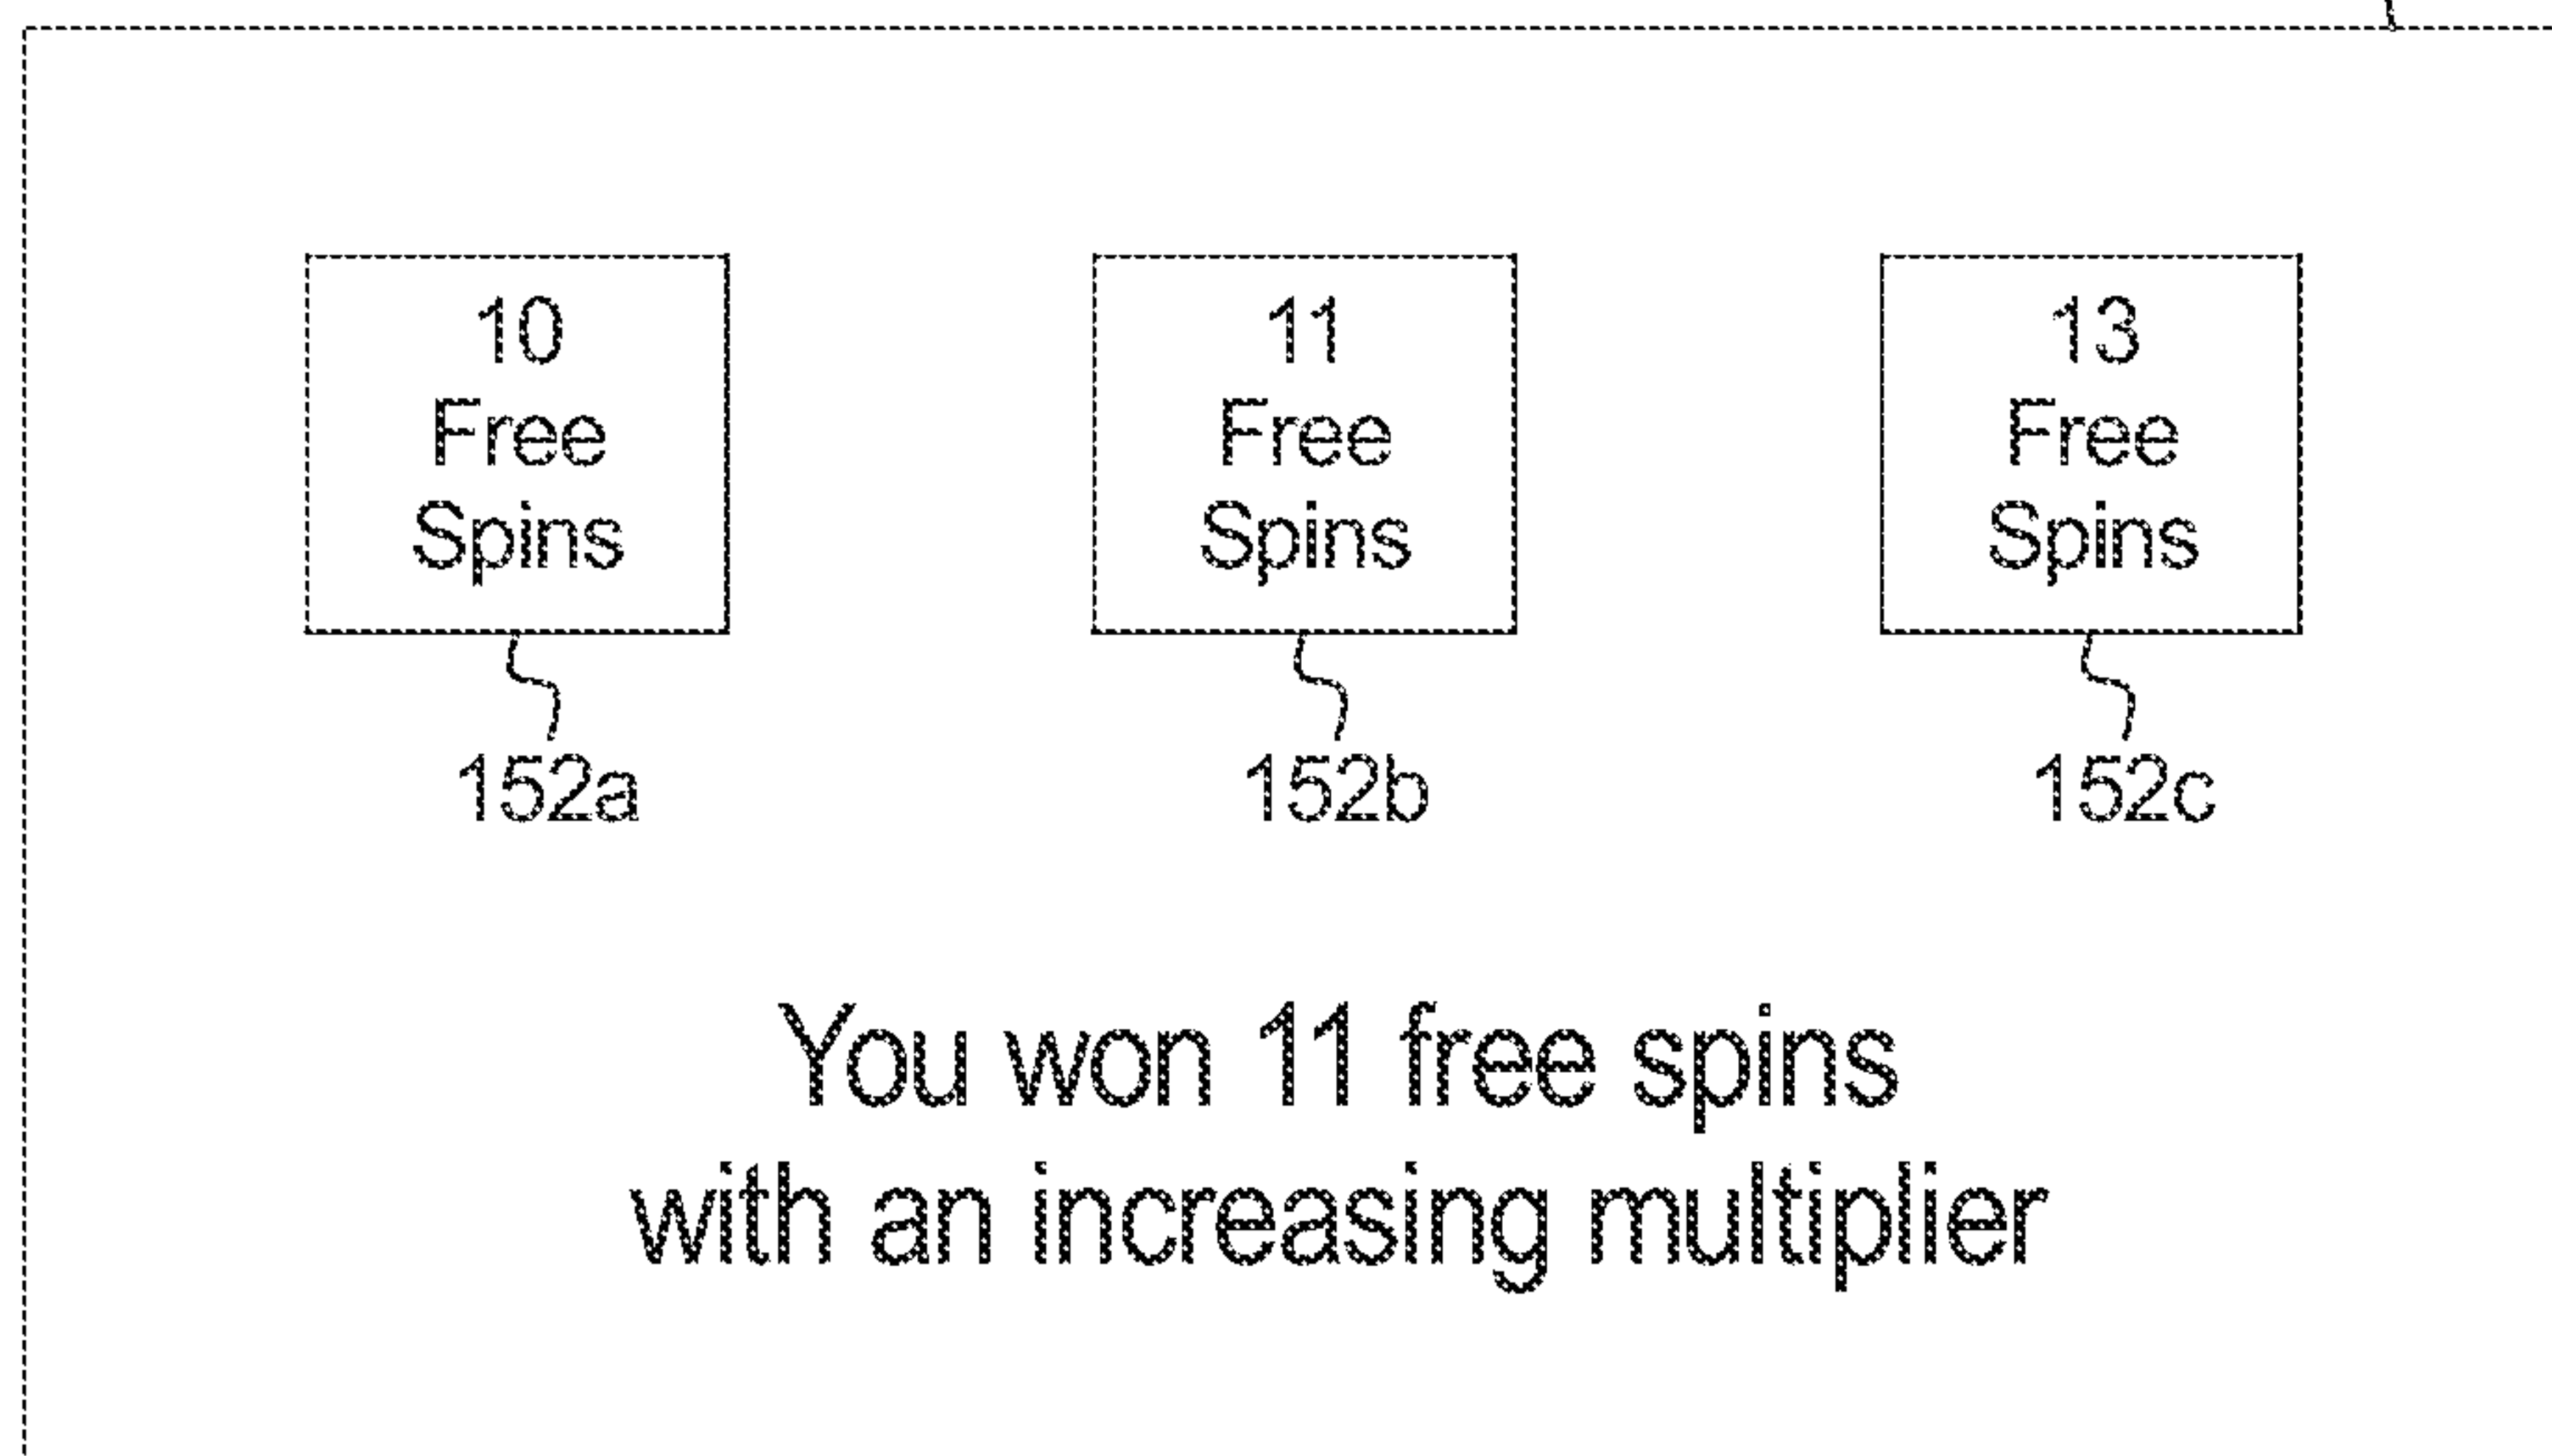 10
Free
Spins
152a
11
Free
Spins
152b
13
Free
Spins
152c
You won 11 free spins
with an increasing multiplier